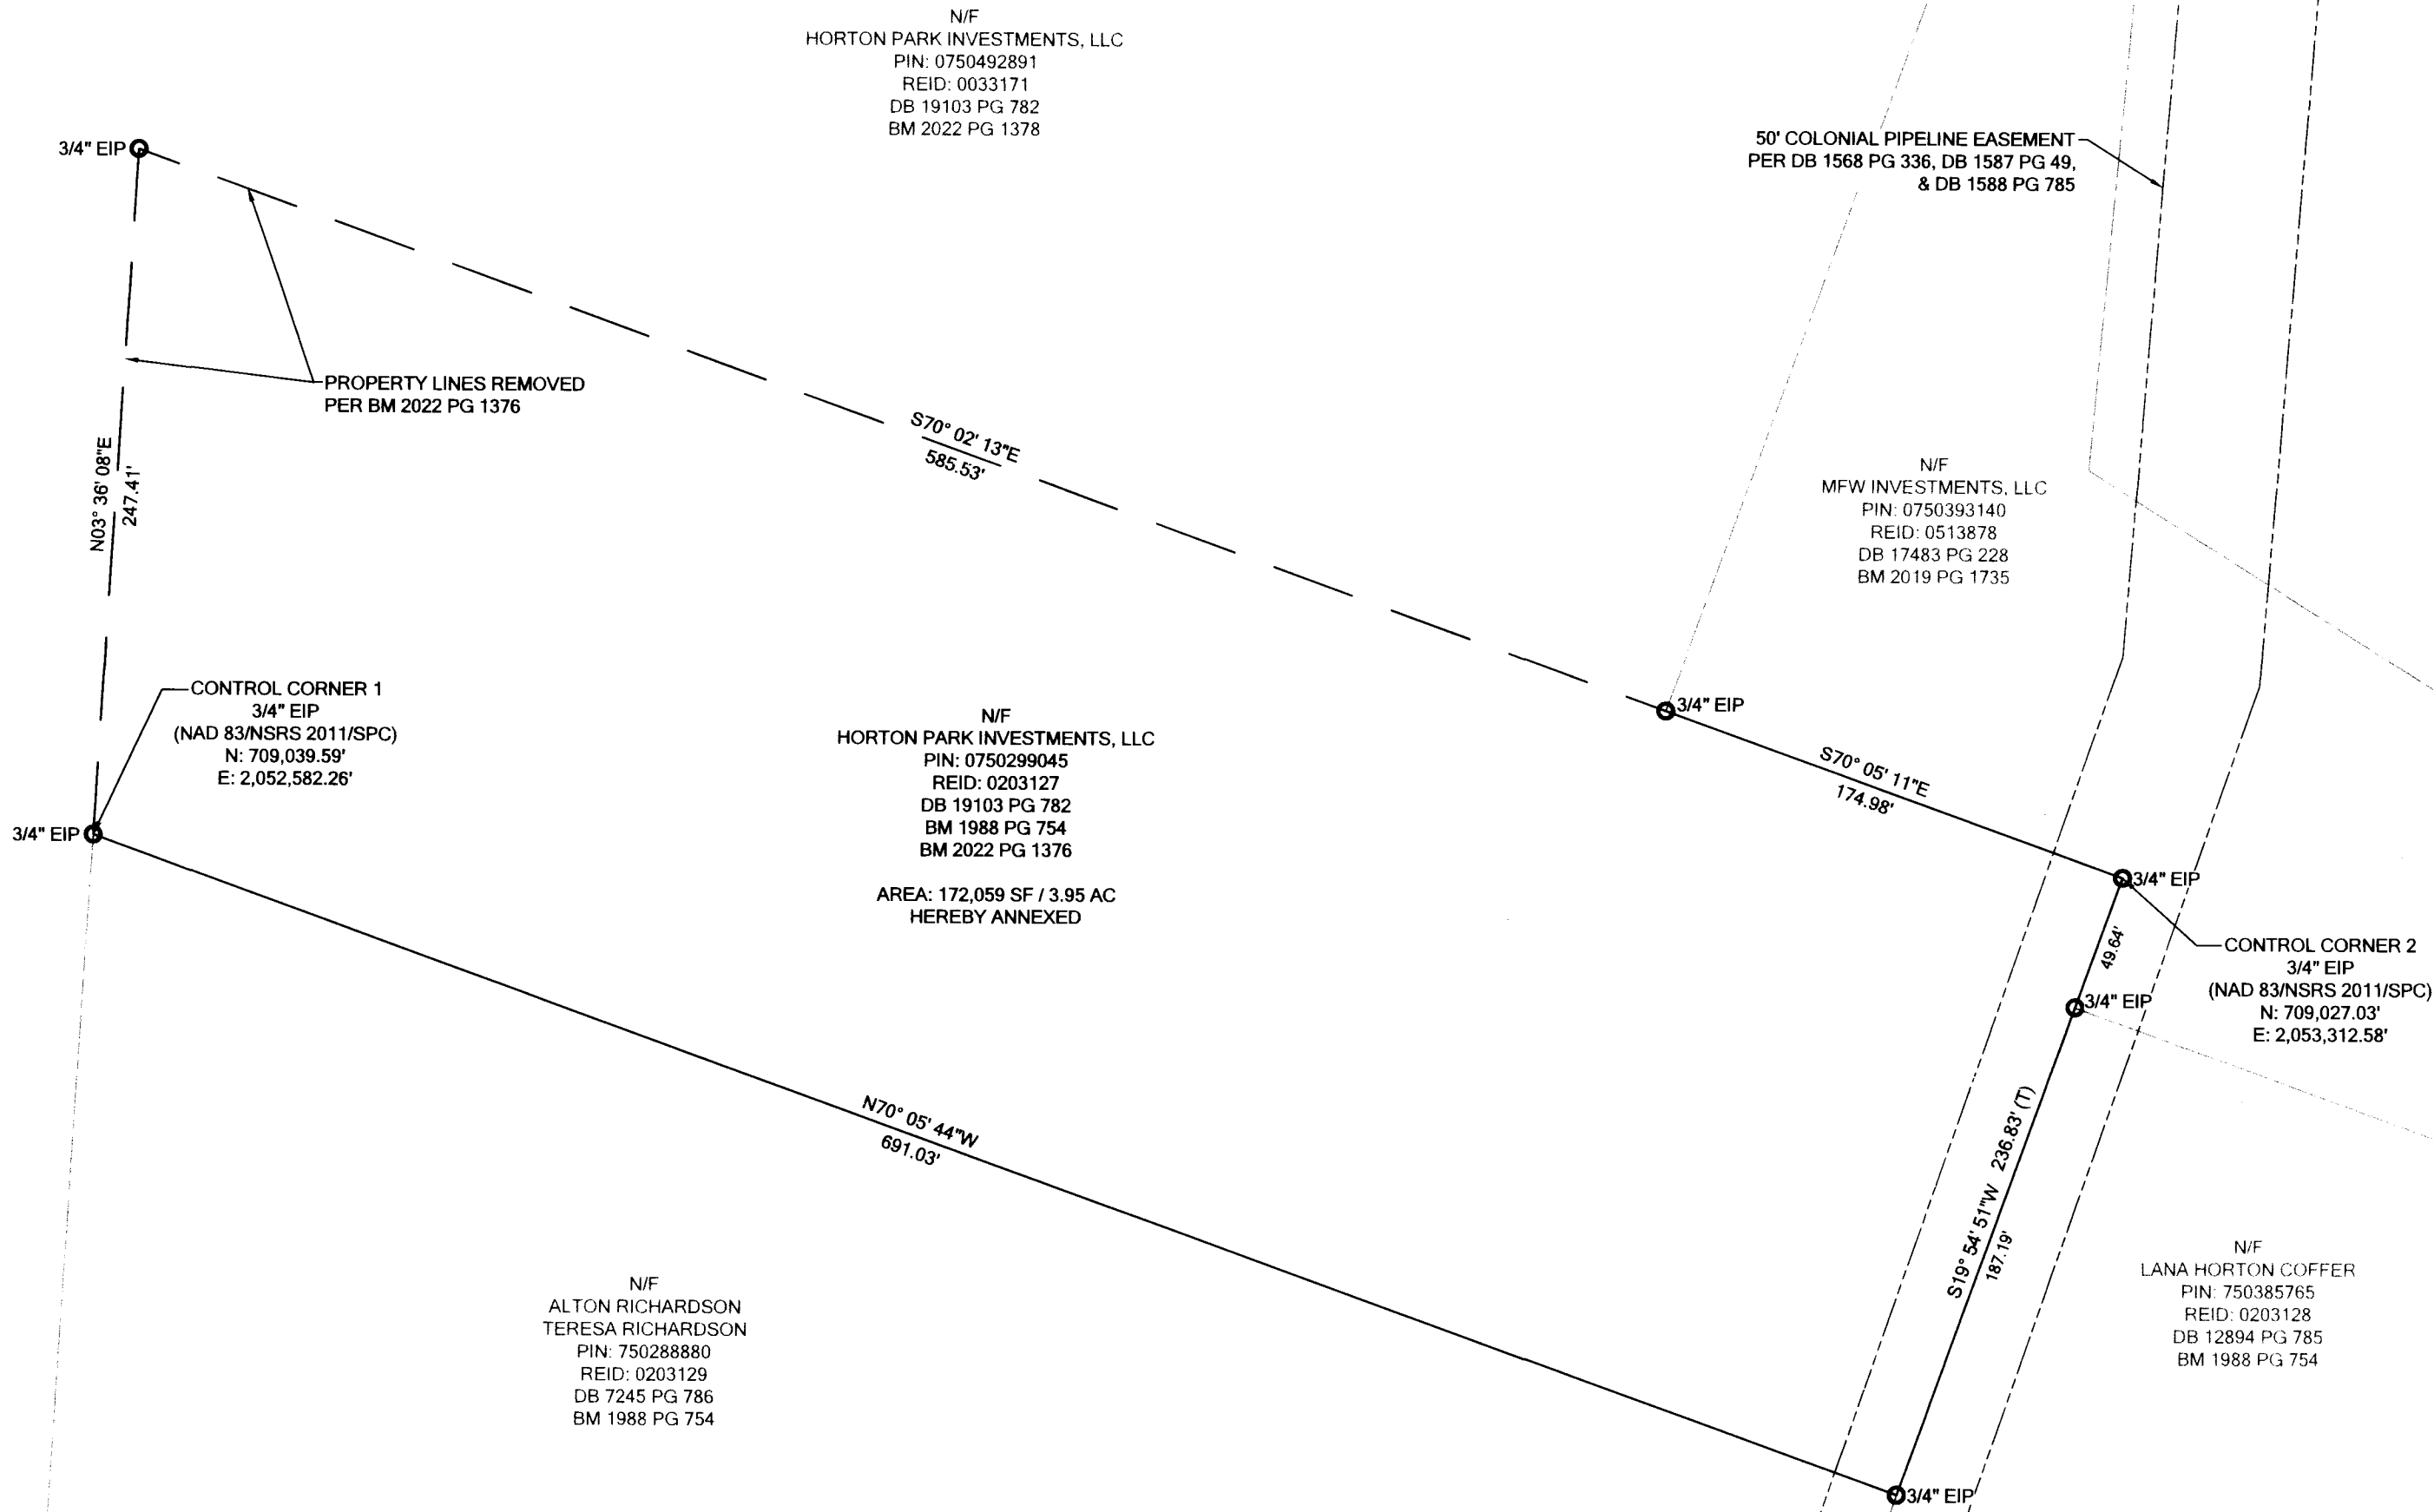 N/F
HORTON PARK INVESTMENTS, LLC
PIN: 0750492891
REID: 0033171
DB 19103 PG 782
BM 2022 PG 1378
3/4" EIP
50' COLONIAL PIPELINE EASEMENT
PER DB 1568 PG 336, DB 1587 PG 49,
& DB 1588 PG 785
PROPERTY LINES REMOVED
PER BM 2022 PG 1376
S70° 02' 13"E
585.53'
N03° 36' 08"E
247.41'
N/F
MFW INVESTMENTS, LLC
PIN: 0750393140
REID: 0513878
DB 17483 PG 228
BM 2019 PG 1735
CONTROL CORNER 1
3/4" EIP
(NAD 83/NSRS 2011/SPC)
N: 709,039.59'
E: 2,052,582.26'
3/4" EIP
N/F
HORTON PARK INVESTMENTS, LLC
PIN: 0750299045
REID: 0203127
DB 19103 PG 782
BM 1988 PG 754
BM 2022 PG 1376
AREA: 172,059 SF / 3.95 AC
HEREBY ANNEXED
3/4" EIP
S70° 05' 11"E
174.98'
3/4" EIP
49.64'
CONTROL CORNER 2
3/4" EIP
(NAD 83/NSRS 2011/SPC)
N: 709,027.03'
E: 2,053,312.58'
3/4" EIP
N70° 05' 44"W
691.03'
S19° 54' 51"W 236.83' (T)
187.19'
N/F
ALTON RICHARDSON
TERESA RICHARDSON
PIN: 750288880
REID: 0203129
DB 7245 PG 786
BM 1988 PG 754
N/F
LANA HORTON COFFER
PIN: 750385765
REID: 0203128
DB 12894 PG 785
BM 1988 PG 754
3/4" EIP